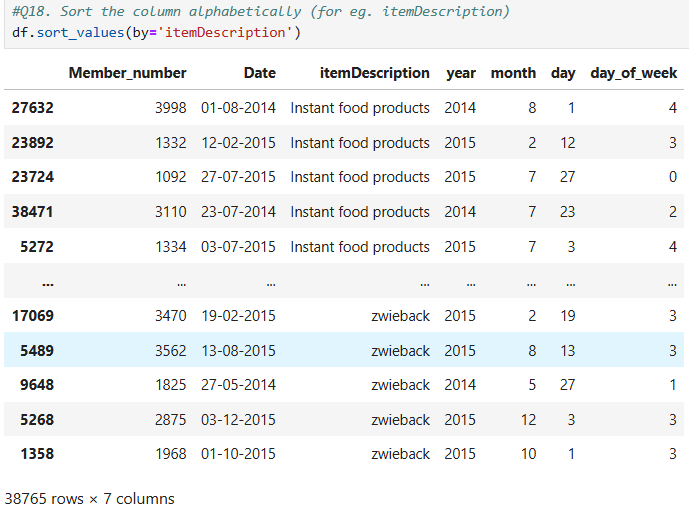 #Q18. Sort the column alphabetically (for eg. itemDescription)
df.sort_values(by='itemDescription')
Member_number Date itemDescription year month day day_of_week
27632 3998 01-08-2014 Instant food products 2014 8 1 4
23892 1332 12-02-2015 Instant food products 2015 2 12 3
23724 1092 27-07-2015 Instant food products 2015 7 27 0
38471 3110 23-07-2014 Instant food products 2014 7 23 2
5272 1334 03-07-2015 Instant food products 2015 7 3 4
... ... ... ... ... ... ... ...
17069 3470 19-02-2015 zwieback 2015 2 19 3
5489 3562 13-08-2015 zwieback 2015 8 13 3
9648 1825 27-05-2014 zwieback 2014 5 27 1
5268 2875 03-12-2015 zwieback 2015 12 3 3
1358 1968 01-10-2015 zwieback 2015 10 1 3
38765 rows × 7 columns